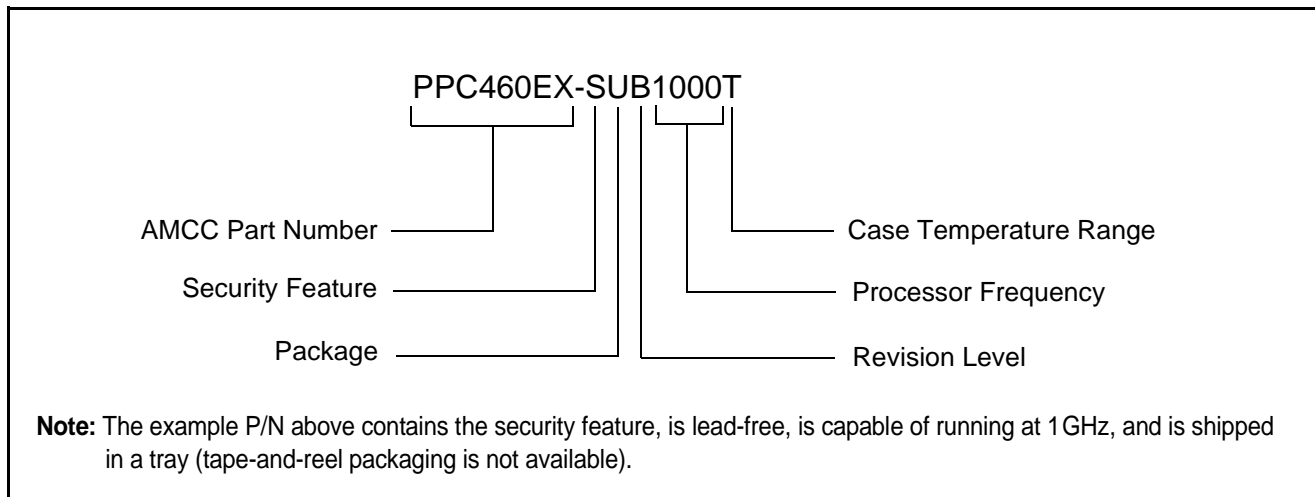 PPC460EX-SUB1000T
AMCC Part Number
Case Temperature Range
Security Feature
Processor Frequency
Package
Revision Level
Note: The example P/N above contains the security feature, is lead-free, is capable of running at 1GHz, and is shipped
in a tray (tape-and-reel packaging is not available).